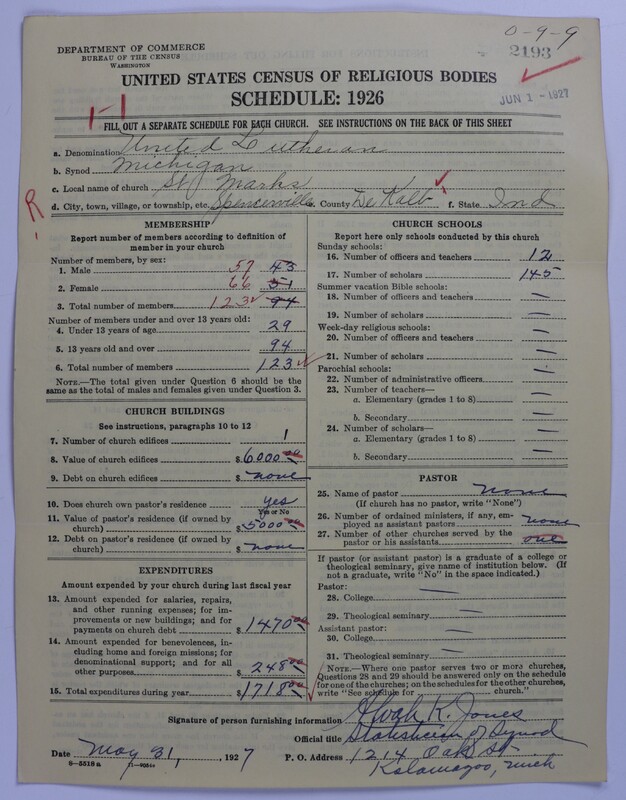 0-9-9
DEPARTMENT OF COMMERCE
BUREAU OF THE CENSUS
WASHINGTON
2193
UNITED STATES CENSUS OF RELIGIOUS BODIES
SCHEDULE: 1926
JUN 1 - 1927
1-1
FILL OUT A SEPARATE SCHEDULE FOR EACH CHURCH. SEE INSTRUCTIONS ON THE BACK OF THIS SHEET
a. Denomination United Lutheran
b. Synod Michigan
c. Local name of church St Marks
d. City, town, village, or township, etc. Spencerville e. County De Kalb f. State Ind
R
MEMBERSHIP
Report number of members according to definition of member in your church
Number of members, by sex:
1. Male 57 43
2. Female 66 51
3. Total number of members 123 94
Number of members under and over 13 years old:
4. Under 13 years of age 29
5. 13 years old and over 94
6. Total number of members 123
NOTE.—The total given under Question 6 should be
same as the total of males and females given under Question 3.
CHURCH BUILDINGS
See instructions, paragraphs 10 to 12
7. Number of church edifices 1
8. Value of church edifices $ 6000 00
9. Debt on church edifices $ none
10. Does church own pastor's residence yes
Yes or No
11. Value of pastor's residence (if owned by
church) $ 5000 00
12. Debt on pastor's residence (if owned by
church) $ none
EXPENDITURES
Amount expended by your church during last fiscal year
13. Amount expended for salaries, repairs,
and other running expenses; for im-
provements or new buildings; and for
payments on church debt $ 1470 00
14. Amount expended for benevolences, in-
cluding home and foreign missions; for
denominational support; and for all
other purposes 248 00
15. Total expenditures during year $ 1718 00
CHURCH SCHOOLS
Report here only schools conducted by this church
Sunday schools:
16. Number of officers and teachers 12
17. Number of scholars 145
Summer vacation Bible schools:
18. Number of officers and teachers —
19. Number of scholars —
Week-day religious schools:
20. Number of officers and teachers —
21. Number of scholars —
Parochial schools:
22. Number of administrative officers —
23. Number of teachers—
a. Elementary (grades 1 to 8) —
b. Secondary —
24. Number of scholars—
a. Elementary (grades 1 to 8) —
b. Secondary —
PASTOR
25. Name of pastor none
(If church has no pastor, write "None")
26. Number of ordained ministers, if any, em-
ployed as assistant pastors none
27. Number of other churches served by the
pastor or his assistants one
If pastor (or assistant pastor) is a graduate of a college or
theological seminary, give name of institution below. (If
not a graduate, write "No" in the space indicated.)
Pastor:
28. College —
29. Theological seminary —
Assistant pastor:
30. College —
31. Theological seminary —
NOTE.—Where one pastor serves two or more churches,
Questions 28 and 29 should be answered only on the schedule
for one of the churches; on the schedules for the other churches,
write "See schedule for church."
Signature of person furnishing information Alvah K. Jones
Official title Statistician of Synod
Date May 31, 1927 P. O. Address 1214 Oak St
8-5518 a
Kalamazoo, Mich